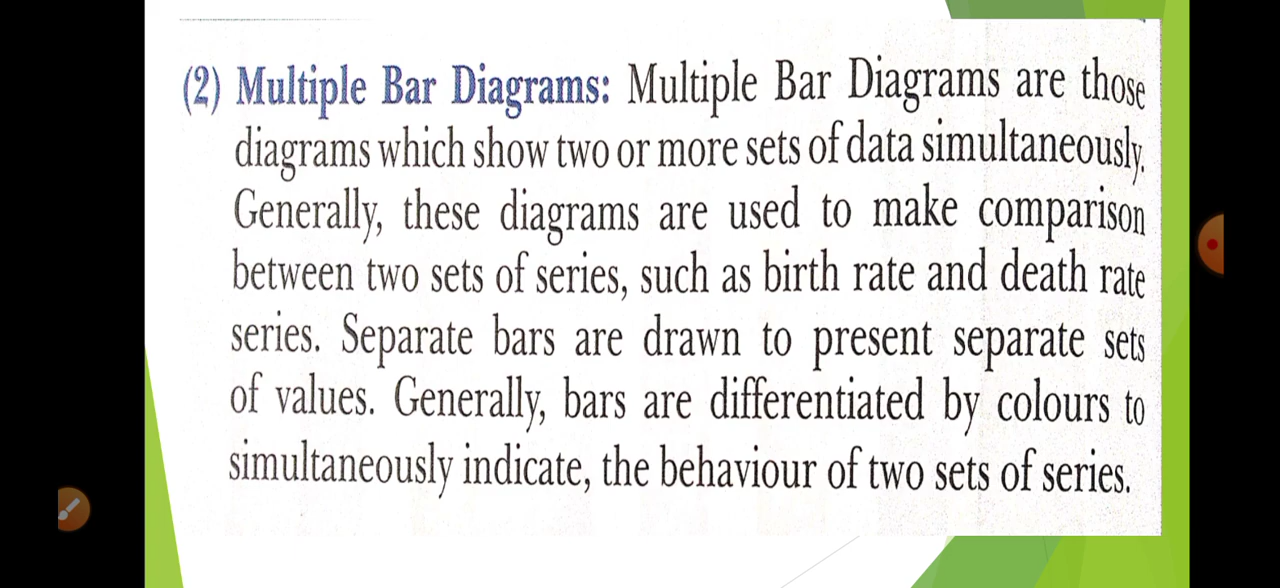 (2) Multiple Bar Diagrams: Multiple Bar Diagrams are those
diagrams which show two or more sets of data simultaneously.
Generally, these diagrams are used to make comparison
between two sets of series, such as birth rate and death rate
series. Separate bars are drawn to present separate sets
of values. Generally, bars are differentiated by colours to
simultaneously indicate, the behaviour of two sets of series.